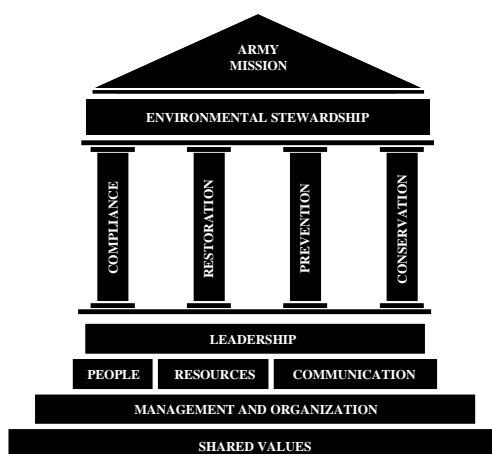 ARMY
MISSION
ENVIRONMENTAL STEWARDSHIP
COMPLIANCE
RESTORATION
PREVENTION
CONSERVATION
LEADERSHIP
PEOPLE RESOURCES COMMUNICATION
MANAGEMENT AND ORGANIZATION
SHARED VALUES